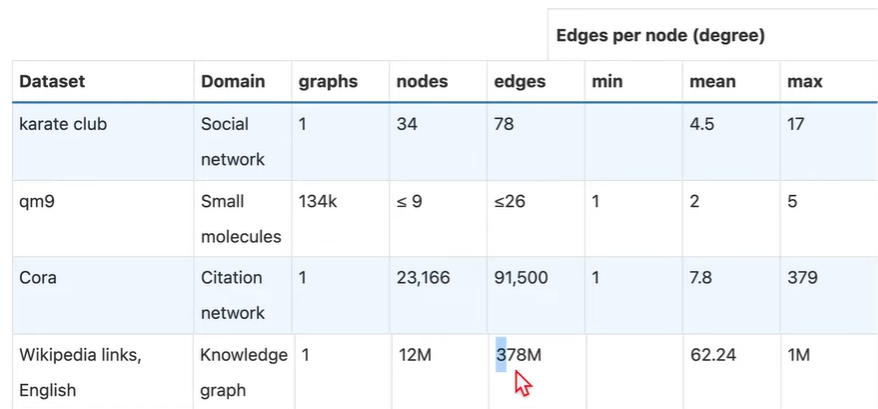 Edges per node (degree)
Dataset Domain graphs nodes edges min mean max
karate club Social network 1 34 78 4.5 17
qm9 Small molecules 134k ≤ 9 ≤26 1 2 5
Cora Citation network 1 23,166 91,500 1 7.8 379
Wikipedia links, English Knowledge graph 1 12M 378M 62.24 1M